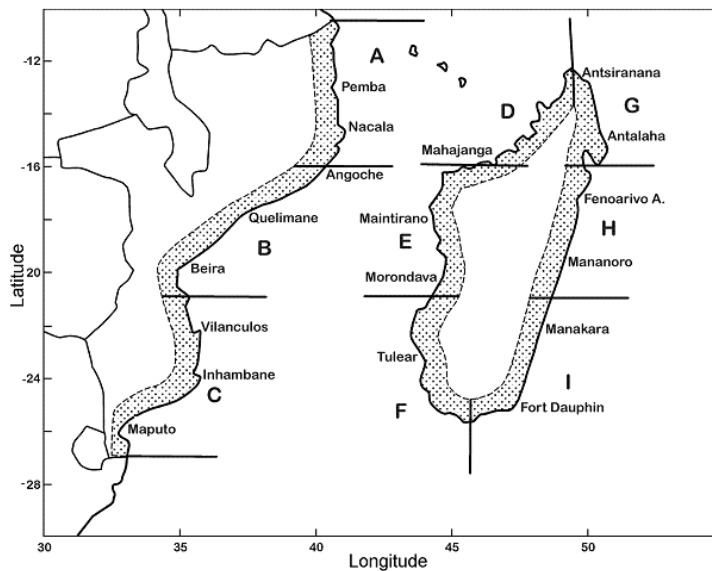 -12
-16
-20
-24
-28
Latitude
30
35
40
45
50
Longitude
A
Pemba
Nacala
Angoche
Quelimane
B
Beira
Vilanculos
Inhambane
C
Maputo
D
Antsiranana
G
Antalaha
Mahajanga
Fenoarivo A.
Maintirano
H
E
Mananoro
Morondava
Manakara
Tulear
I
F
Fort Dauphin